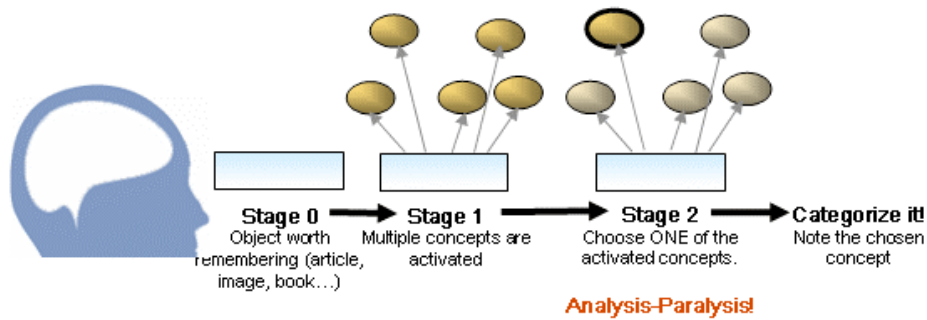 Stage 0
Object worth
remembering (article,
image, book...)
Stage 1
Multiple concepts are
activated
Stage 2
Choose ONE of the
activated concepts.
Analysis-Paralysis!
Categorize it!
Note the chosen
concept